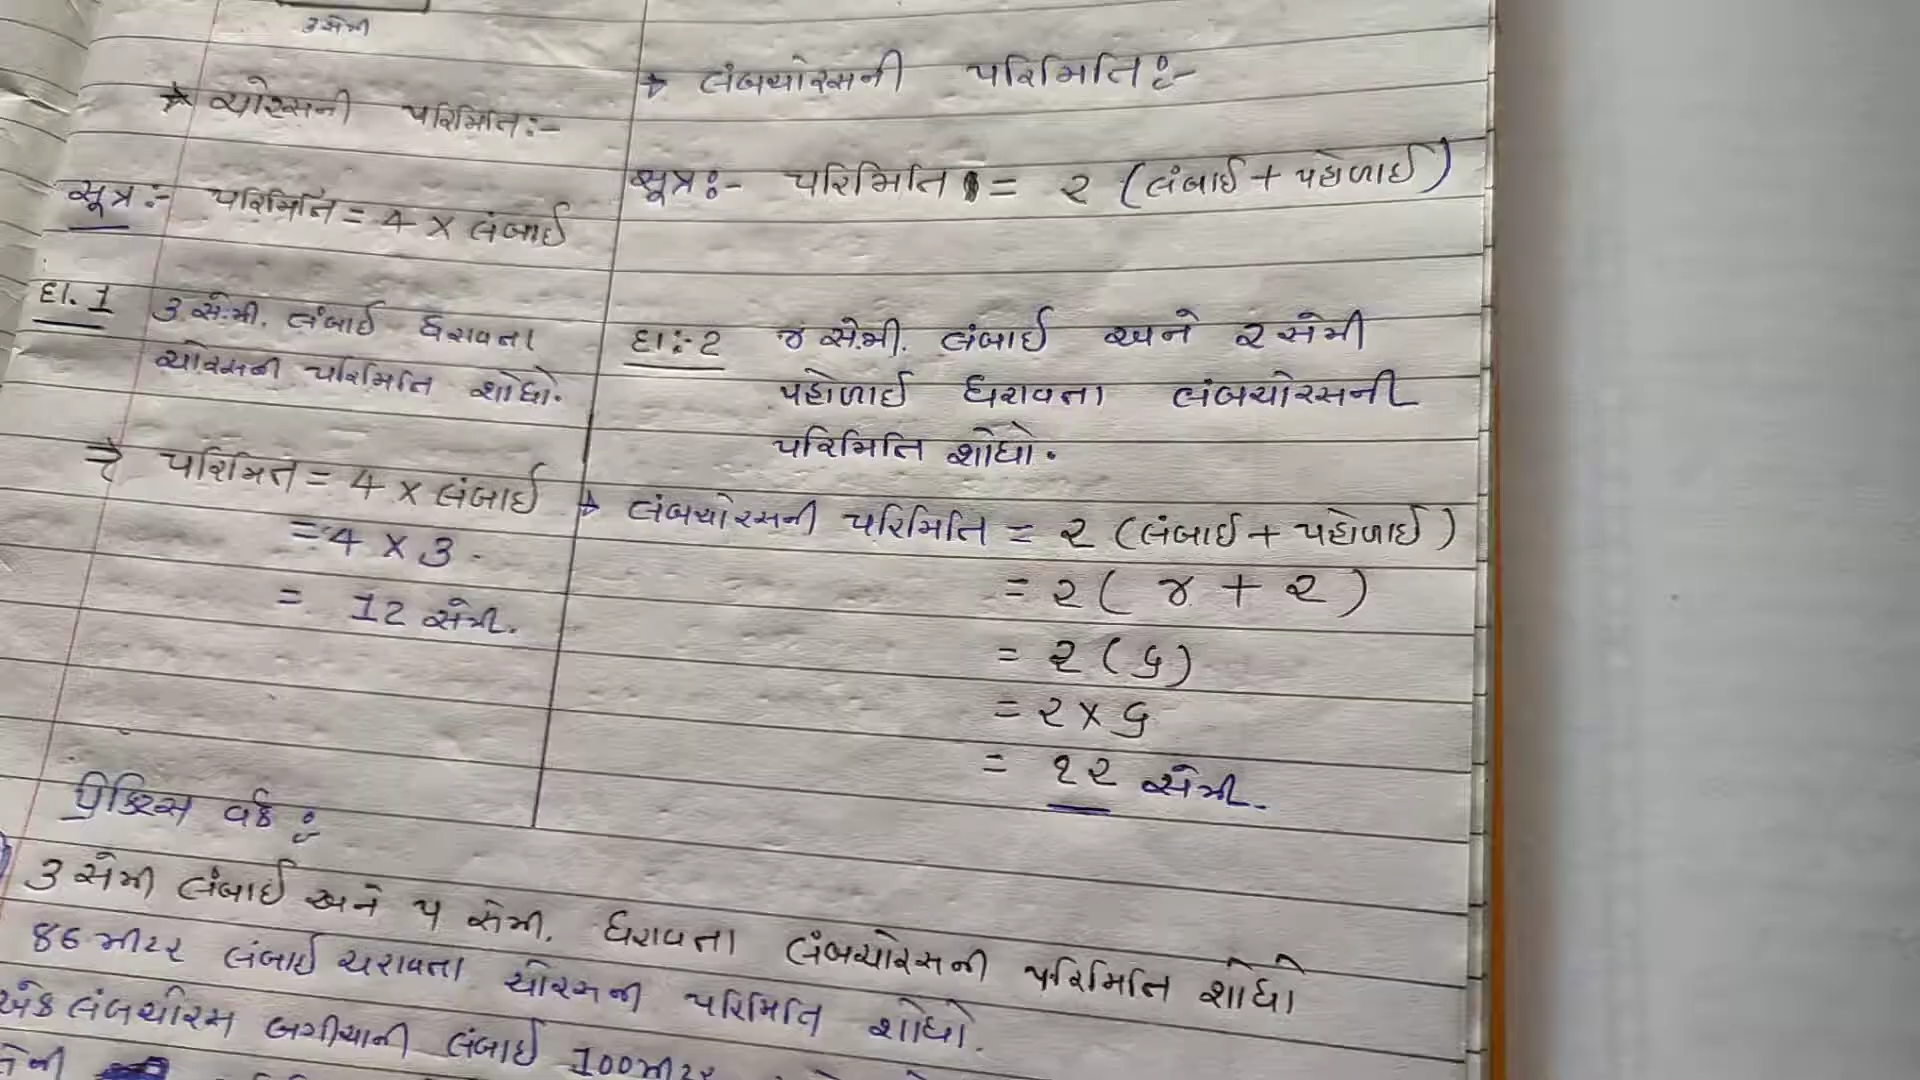 3 સેમી
★ ચોરસની પરિમિતિ:-
સૂત્ર:- પરિમિતિ = 4 × લંબાઈ
દા. 1 3 સે.મી. લંબાઈ ધરાવતા
ચોરસની પરિમિતિ શોધો.
⇒ પરિમિત = 4 × લંબાઈ
= 4 × 3
= 12 સેમી.
→ લંબચોરસની પરિમિતિ:-
સૂત્ર:- પરિમિતિ = ૨ (લંબાઈ + પહોળાઈ)
દા:-2 ૪ સે.મી. લંબાઈ અને ૨ સેમી
પહોળાઈ ધરાવતા લંબચોરસની
પરિમિતિ શોધો.
→ લંબચોરસની પરિમિતિ = ૨ (લંબાઈ + પહોળાઈ)
= ૨ ( ૪ + ૨ )
= ૨ ( ૬ )
= ૨ × ૬
= ૧૨ સેમી.
પ્રેક્ટિસ વર્ક :
3 સેમી લંબાઈ અને ૫ સેમી. ધરાવતા લંબચોરસની પરિમિતિ શોધો
86 મીટર લંબાઈ ધરાવતા ચોરસની પરિમિતિ શોધો.
એક લંબચોરસ બગીચાની લંબાઈ 100 મીટર
તેની